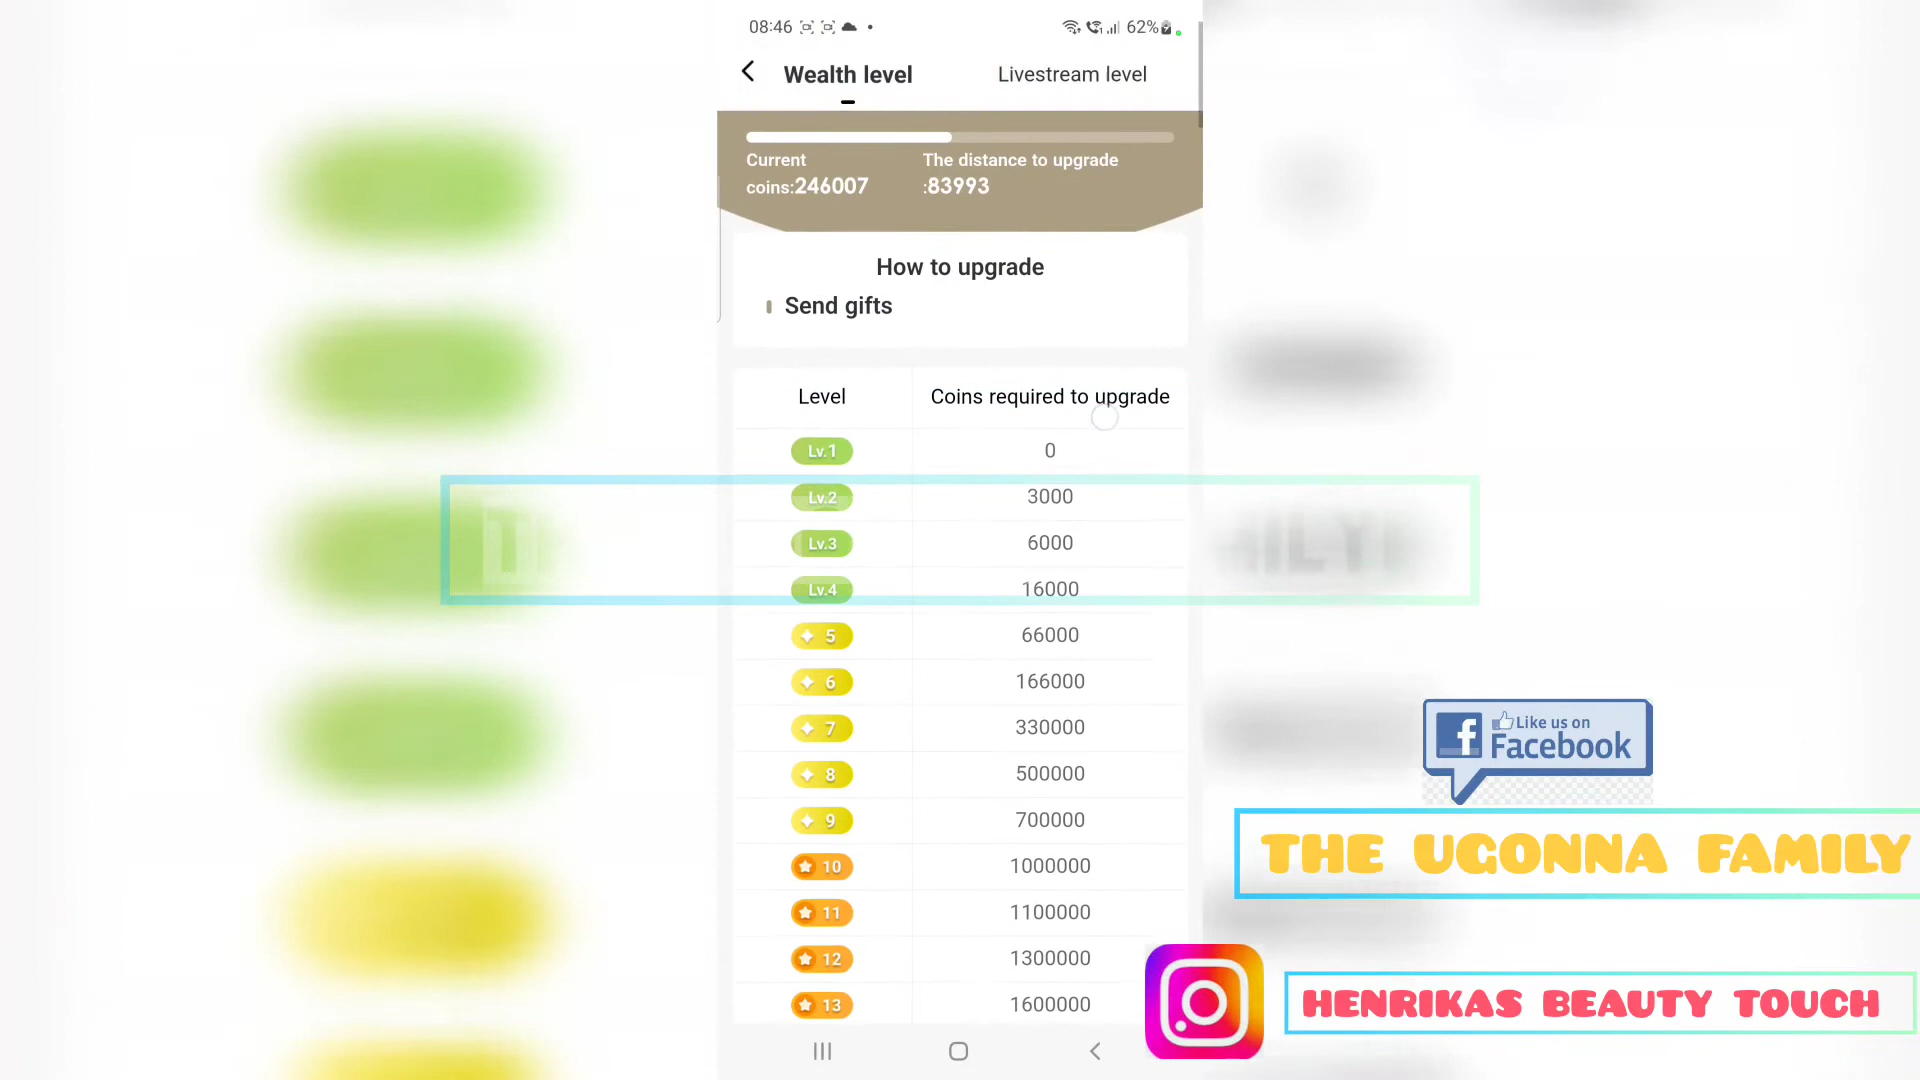 08:46
62%
Wealth level
Livestream level
Current
coins:246007
The distance to upgrade
:83993
How to upgrade
Send gifts
Level
Coins required to upgrade
Lv.1
0
Lv.2
3000
Lv.3
6000
Lv.4
16000
5
66000
6
166000
7
330000
8
500000
9
700000
10
1000000
11
1100000
12
1300000
13
1600000
Like us on
Facebook
THE UGONNA FAMILY
HENRIKAS BEAUTY TOUCH